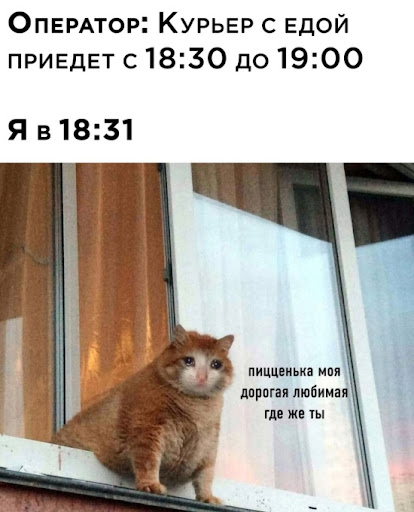 Оператор: Курьер с едой
приедет с 18:30 до 19:00
Я в 18:31
пицценька моя
дорогая любимая
где же ты